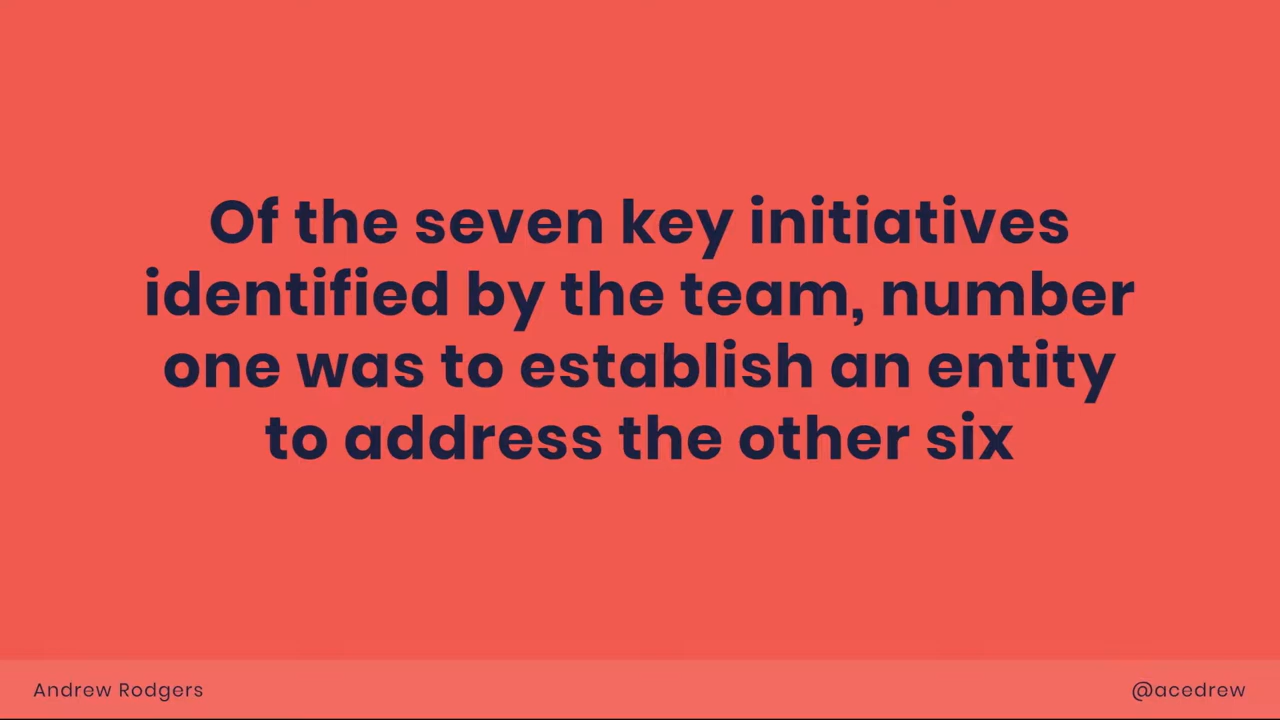 Of the seven key initiatives
identified by the team, number
one was to establish an entity
to address the other six
Andrew Rodgers
@acedrew